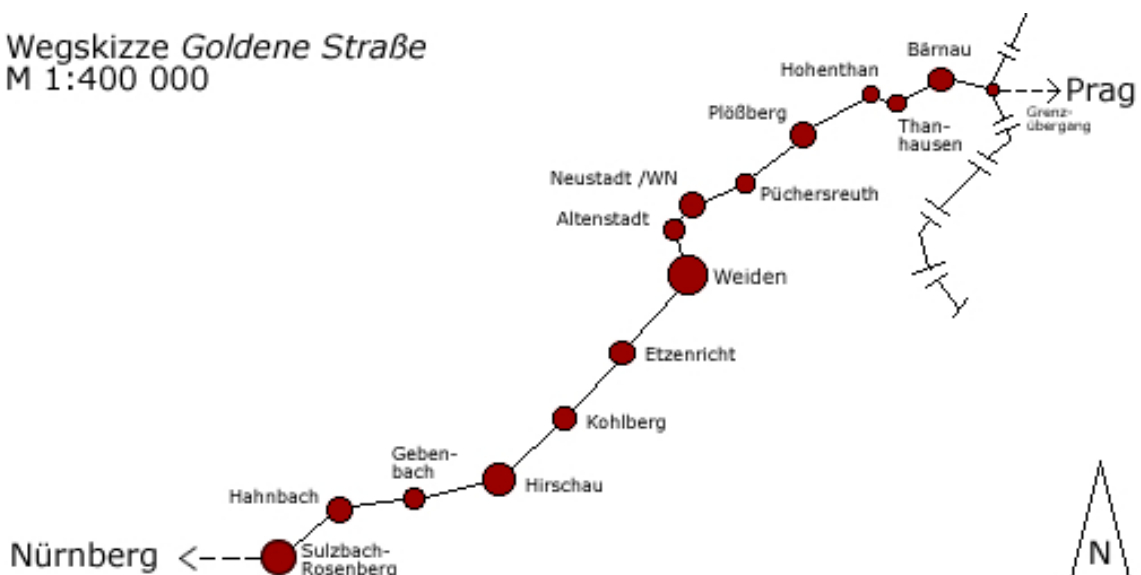 Wegskizze Goldene Straße
M 1:400 000
Bärnau
Hohenthan
Prag
Grenz-
übergang
Plößberg
Than-
hausen
Neustadt /WN
Püchersreuth
Altenstadt
Weiden
Etzenricht
Kohlberg
Geben-
bach
Hirschau
Hahnbach
Nürnberg
Sulzbach-
Rosenberg
N